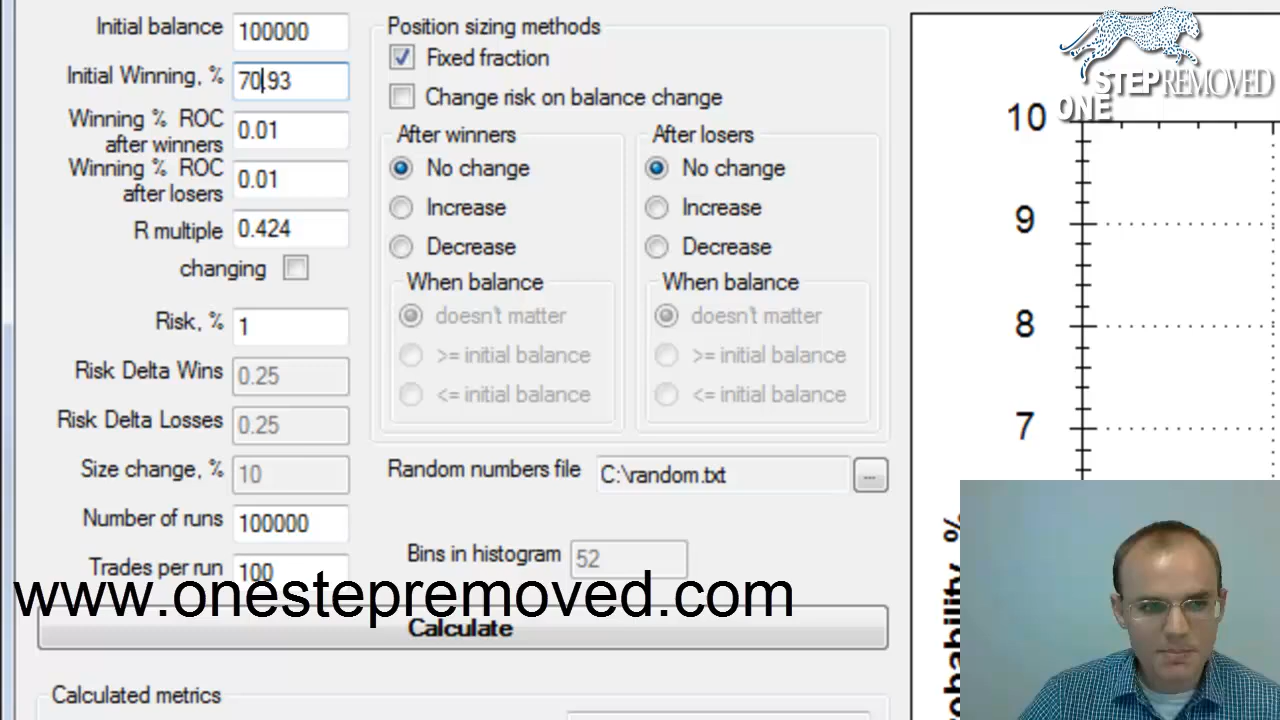 Initial balance 100000
Initial Winning, % 70.93
Winning % ROC
after winners 0.01
Winning % ROC
after losers 0.01
R multiple 0.424
changing
Risk, % 1
Risk Delta Wins 0.25
Risk Delta Losses 0.25
Size change, % 10
Number of runs 100000
Trades per run 100
Position sizing methods
Fixed fraction
Change risk on balance change
After winners
No change
Increase
Decrease
When balance
doesn't matter
>= initial balance
<= initial balance
After losers
No change
Increase
Decrease
When balance
doesn't matter
>= initial balance
<= initial balance
Random numbers file C:\random.txt ...
Bins in histogram 52
www.onestepremoved.com
Calculate
Calculated metrics
10
9
8
7
%
ONE STEPREMOVED